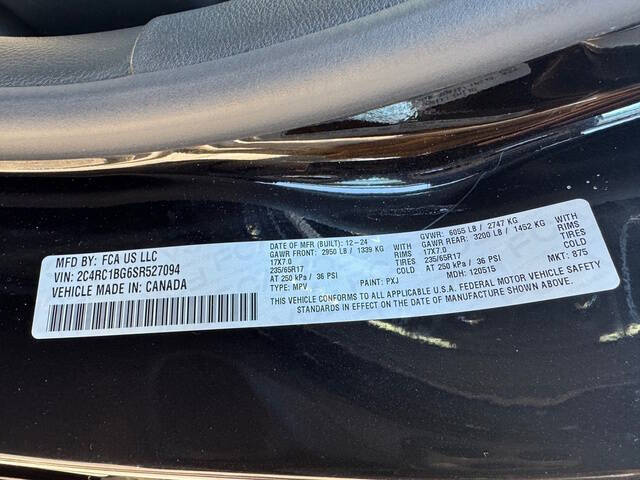 MFD BY: FCA US LLC
VIN: 2C4RC1BG6SR527094
VEHICLE MADE IN: CANADA
DATE OF MFR (BUILT): 12-24 GVWR: 6055 LB / 2747 KG
GAWR FRONT: 2950 LB / 1339 KG GAWR REAR: 3200 LB / 1452 KG
17X7.0 RIMS 17X7.0 RIMS
235/65R17 TIRES 235/65R17 TIRES
AT 250 kPa / 36 PSI COLD AT 250 kPa / 36 PSI COLD
TYPE: MPV PAINT: PXJ MDH: 120515 MKT: 875
THIS VEHICLE CONFORMS TO ALL APPLICABLE U.S.A. FEDERAL MOTOR VEHICLE SAFETY
STANDARDS IN EFFECT ON THE DATE OF MANUFACTURE SHOWN ABOVE.